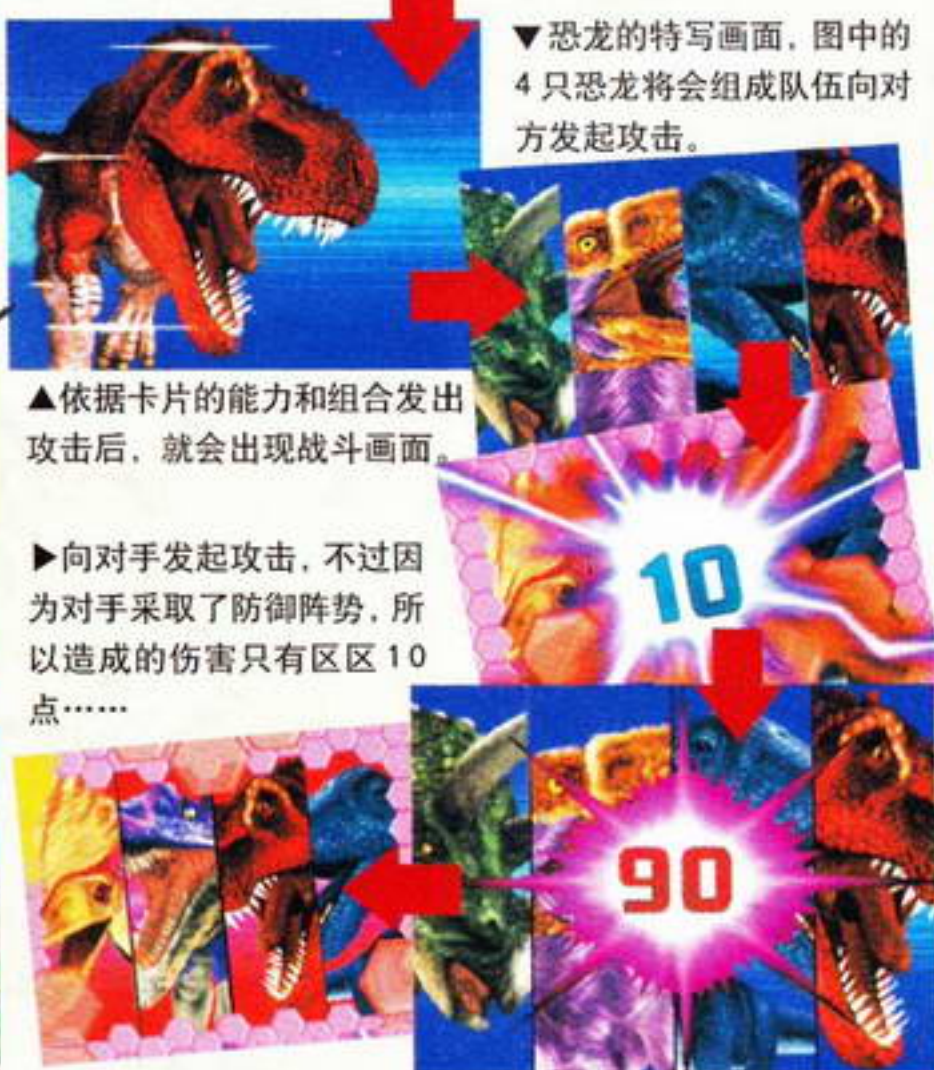 ▼恐龙的特写画面，图中的
4只恐龙将会组成队伍向对
方发起攻击。
▲依据卡片的能力和组合发出
攻击后，就会出现战斗画面。
10
▶向对手发起攻击，不过因
为对手采取了防御阵势，所
以造成的伤害只有区区10
点……
90